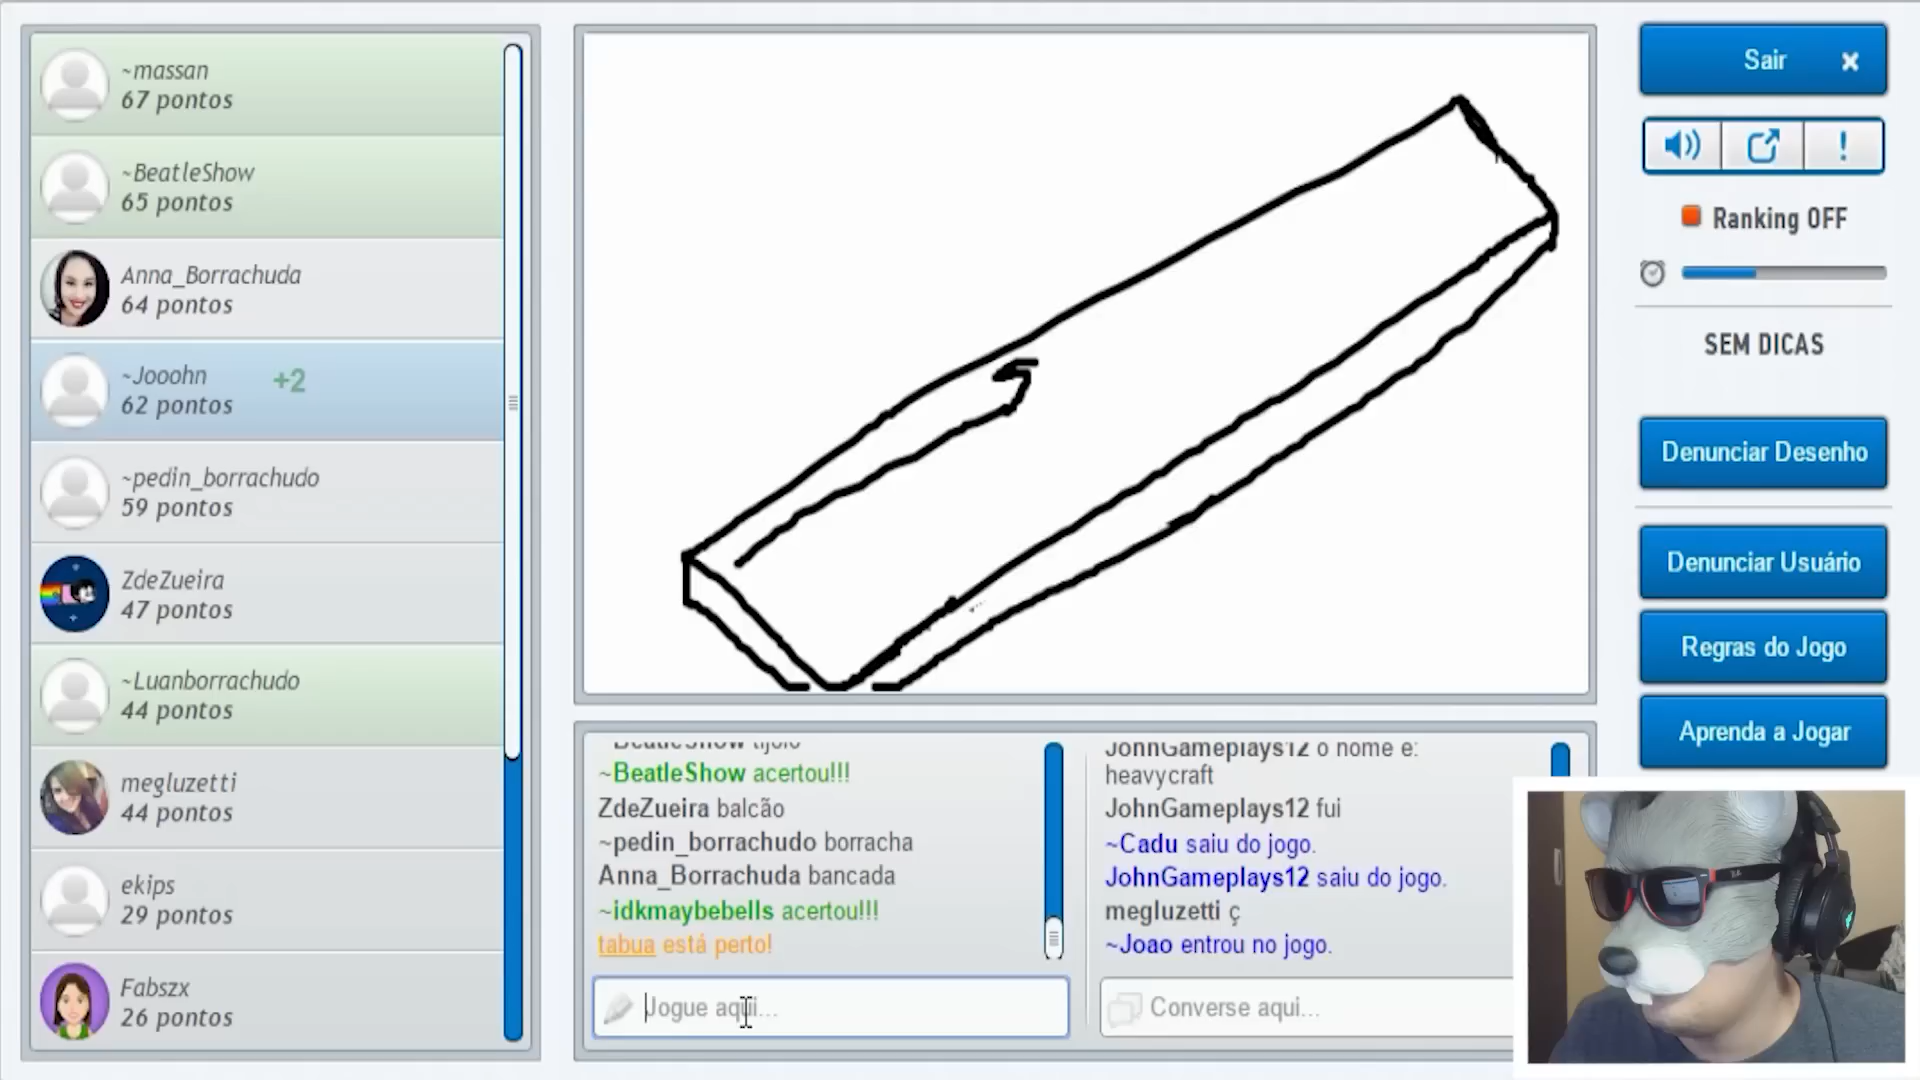 ~massan
67 pontos
~BeatleShow
65 pontos
Anna_Borrachuda
64 pontos
~Jooohn +2
62 pontos
~pedin_borrachudo
59 pontos
ZdeZueira
47 pontos
~Luanborrachudo
44 pontos
megluzetti
44 pontos
ekips
29 pontos
Fabszx
26 pontos
~BeatleShow tijolo
~BeatleShow acertou!!!
ZdeZueira balcão
~pedin_borrachudo borracha
Anna_Borrachuda bancada
~idkmaybebells acertou!!!
tabua está perto!
Jogue aqui...
JohnGameplays12 o nome e:
heavycraft
JohnGameplays12 fui
~Cadu saiu do jogo.
JohnGameplays12 saiu do jogo.
megluzetti ç
~Joao entrou no jogo.
Converse aqui...
Sair ×
!
Ranking OFF
SEM DICAS
Denunciar Desenho
Denunciar Usuário
Regras do Jogo
Aprenda a Jogar